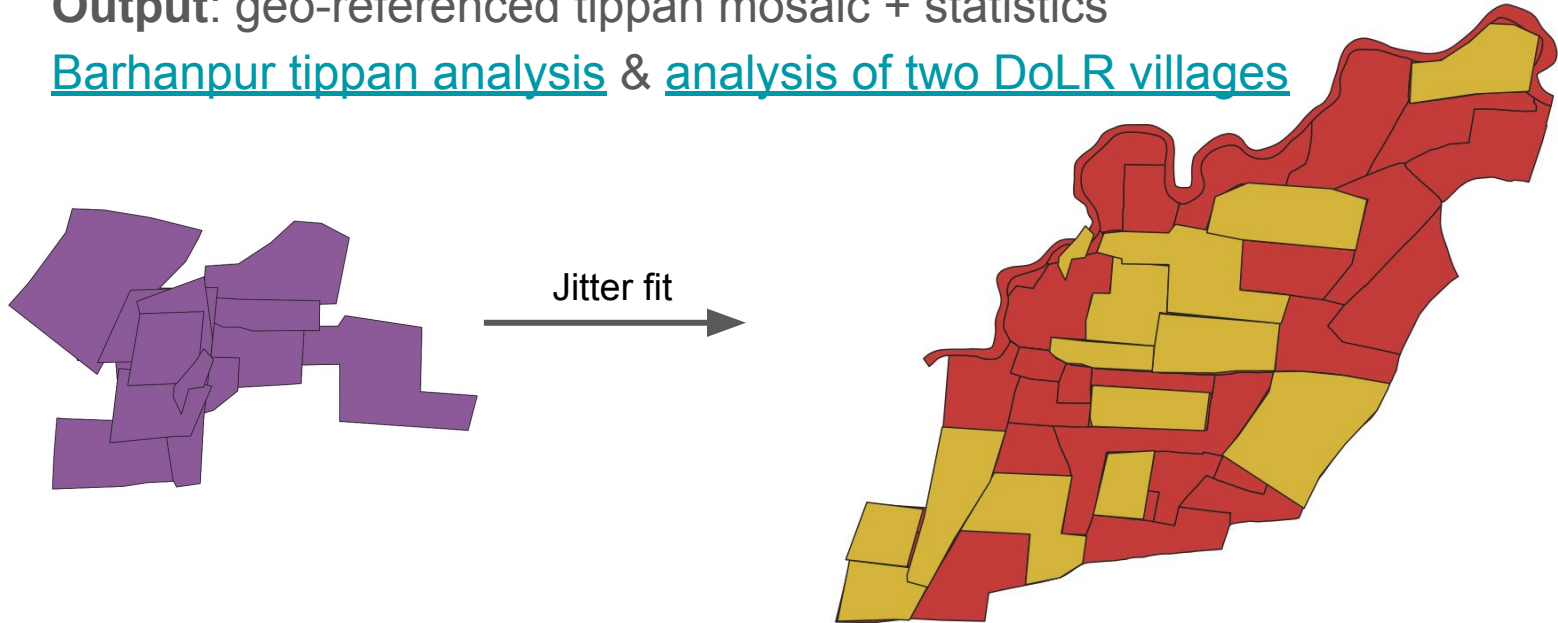 Output: geo-referenced tippan mosaic + statistics
Barhanpur tippan analysis & analysis of two DoLR villages
Jitter fit